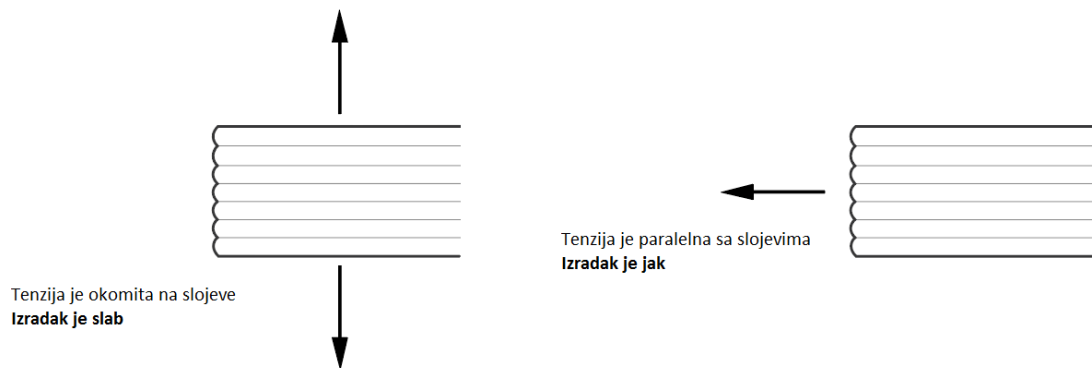 Tenzija je okomita na slojeve
Izradak je slab
Tenzija je paralelna sa slojevima
Izradak je jak